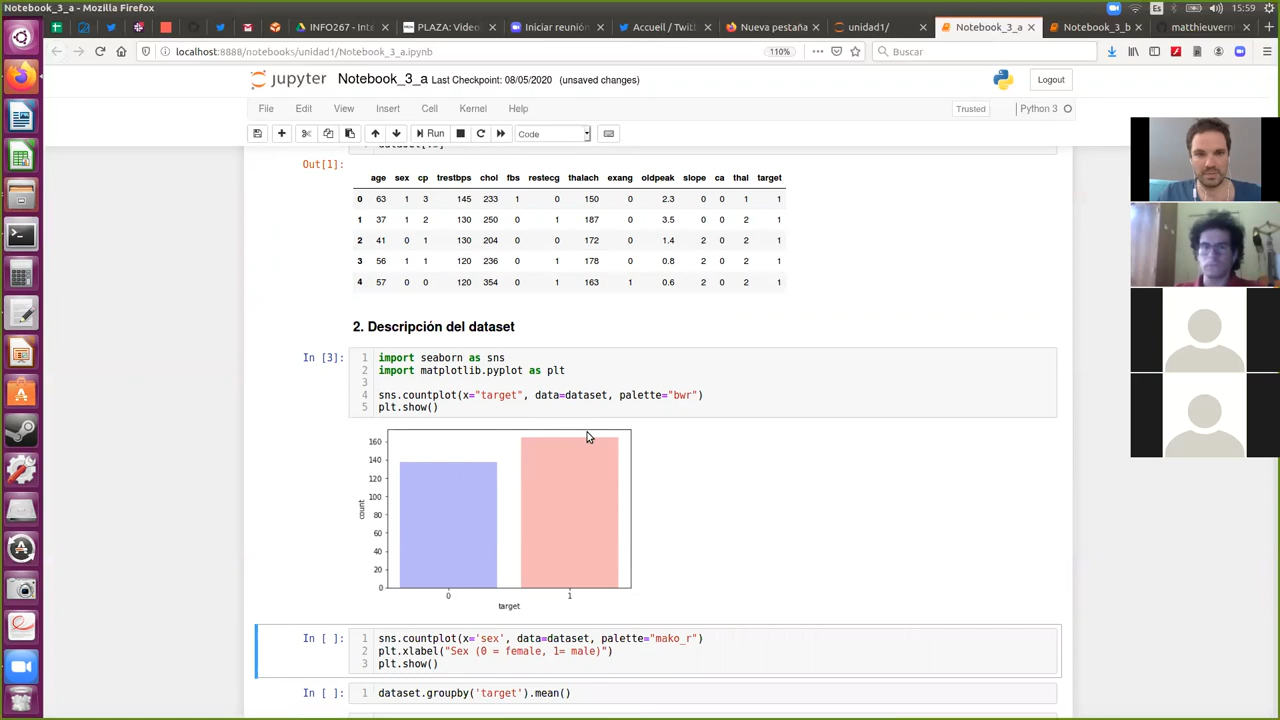 Notebook_3_a - Mozilla Firefox
Es
15:59
INFO267 - Inte
RAZA: VIdeo
Iniciar reunión
Accueil / Twitt
Nueva pestaña
unidad1/
Notebook_3_a
Notebook_3_b
matthieuvern
localhost:8888/notebooks/unidad1/Notebook_3_a.ipynb
110%
Buscar
jupyter Notebook_3_a Last Checkpoint: 08/05/2020 (unsaved changes)
Logout
File Edit View Insert Cell Kernel Help
Trusted
Python 3
Run
Code
Out[1]:
age sex cp trestbps chol fbs restecg thalach exang oldpeak slope ca thal target
0 63 1 3 145 233 1 0 150 0 2.3 0 0 1 1
1 37 1 2 130 250 0 1 187 0 3.5 0 0 2 1
2 41 0 1 130 204 0 0 172 0 1.4 2 0 2 1
3 56 1 1 120 236 0 1 178 0 0.8 2 0 2 1
4 57 0 0 120 354 0 1 163 1 0.6 2 0 2 1
2. Descripción del dataset
In [3]:
1 import seaborn as sns
2 import matplotlib.pyplot as plt
3
4 sns.countplot(x="target", data=dataset, palette="bwr")
5 plt.show()
160
140
120
100
80
60
40
20
0
count
0 1
target
In [ ]:
1 sns.countplot(x='sex', data=dataset, palette="mako_r")
2 plt.xlabel("Sex (0 = female, 1= male)")
3 plt.show()
In [ ]:
1 dataset.groupby('target').mean()